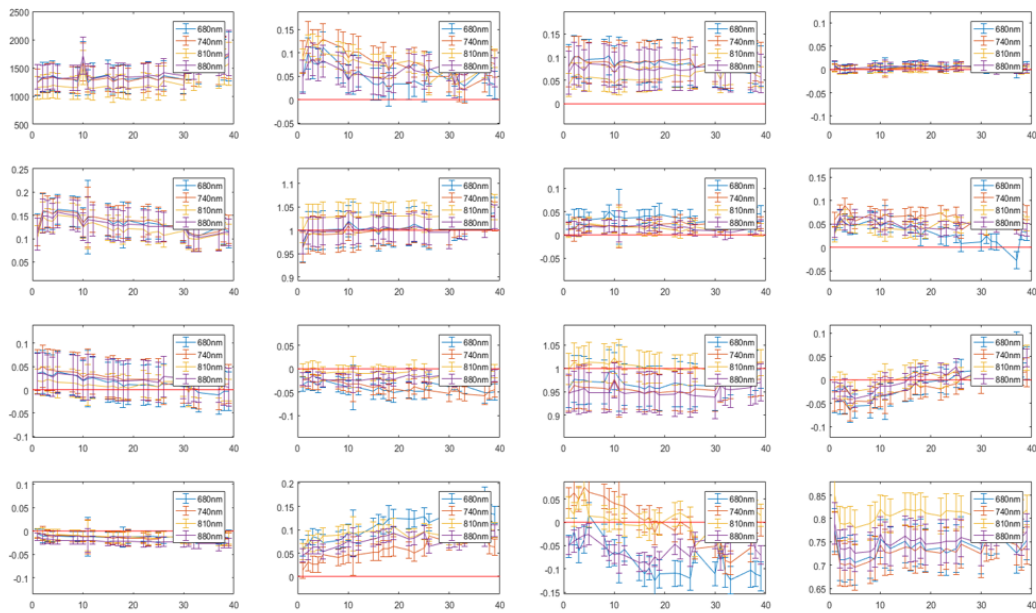 2500
2000
1500
1000
500
680nm
740nm
810nm
880nm
0 10 20 30 40
0.15
0.1
0.05
0
-0.05
680nm
740nm
810nm
880nm
0 10 20 30 40
0.2
0.15
0.1
0.05
0
680nm
740nm
810nm
880nm
0 10 20 30 40
0.1
0.05
0
-0.05
-0.1
680nm
740nm
810nm
880nm
0 10 20 30 40
0.25
0.2
0.15
0.1
0.05
680nm
740nm
810nm
880nm
0 10 20 30 40
1.1
1.05
1
0.95
0.9
680nm
740nm
810nm
880nm
0 10 20 30 40
0.1
0.05
0
-0.05
680nm
740nm
810nm
880nm
0 10 20 30 40
0.15
0.1
0.05
0
-0.05
680nm
740nm
810nm
880nm
0 10 20 30 40
0.1
0.05
0
-0.05
-0.1
680nm
740nm
810nm
880nm
0 10 20 30 40
0.05
0
-0.05
-0.1
680nm
740nm
810nm
880nm
0 10 20 30 40
1.05
1
0.95
0.9
680nm
740nm
810nm
880nm
0 10 20 30 40
0.1
0.05
0
-0.05
-0.1
680nm
740nm
810nm
880nm
0 10 20 30 40
0.1
0.05
0
-0.05
-0.1
680nm
740nm
810nm
880nm
0 10 20 30 40
0.2
0.15
0.1
0.05
0
680nm
740nm
810nm
880nm
0 10 20 30 40
0.05
0
-0.05
-0.1
-0.15
680nm
740nm
810nm
880nm
0 10 20 30 40
0.85
0.8
0.75
0.7
0.65
680nm
740nm
810nm
880nm
0 10 20 30 40